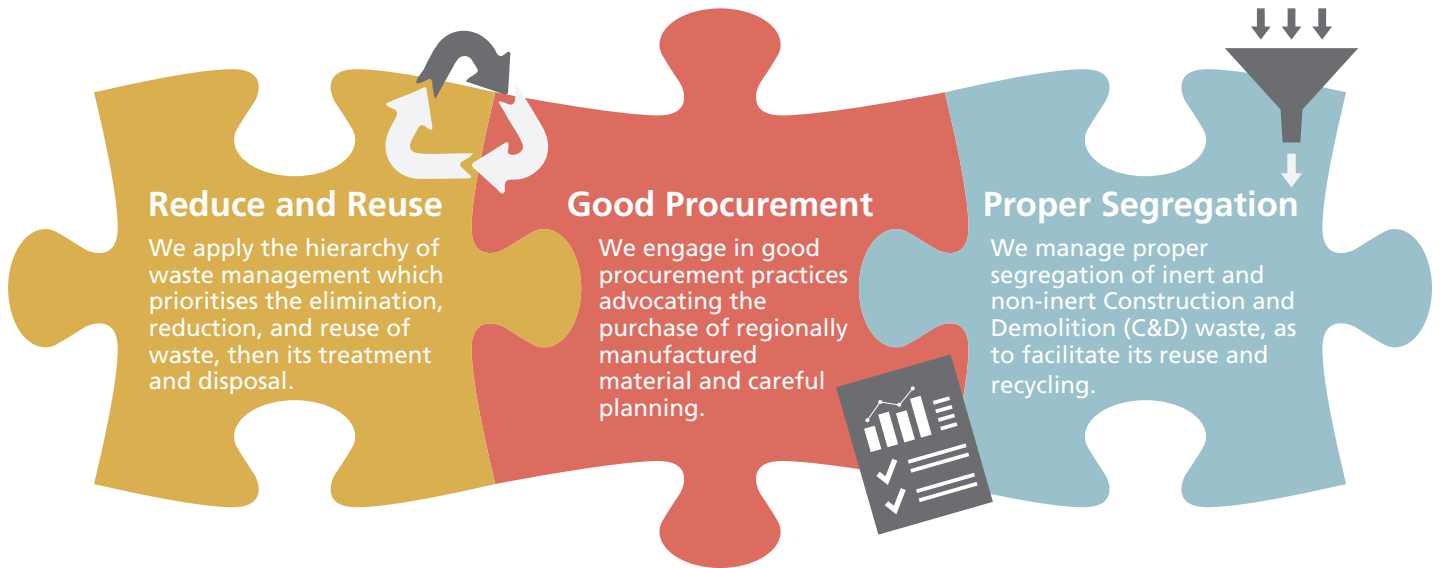 Reduce and Reuse
We apply the hierarchy of
waste management which
prioritises the elimination,
reduction, and reuse of
waste, then its treatment
and disposal.
Good Procurement
We engage in good
procurement practices
advocating the
purchase of regionally
manufactured
material and careful
planning.
Proper Segregation
We manage proper
segregation of inert and
non-inert Construction and
Demolition (C&D) waste, as
to facilitate its reuse and
recycling.